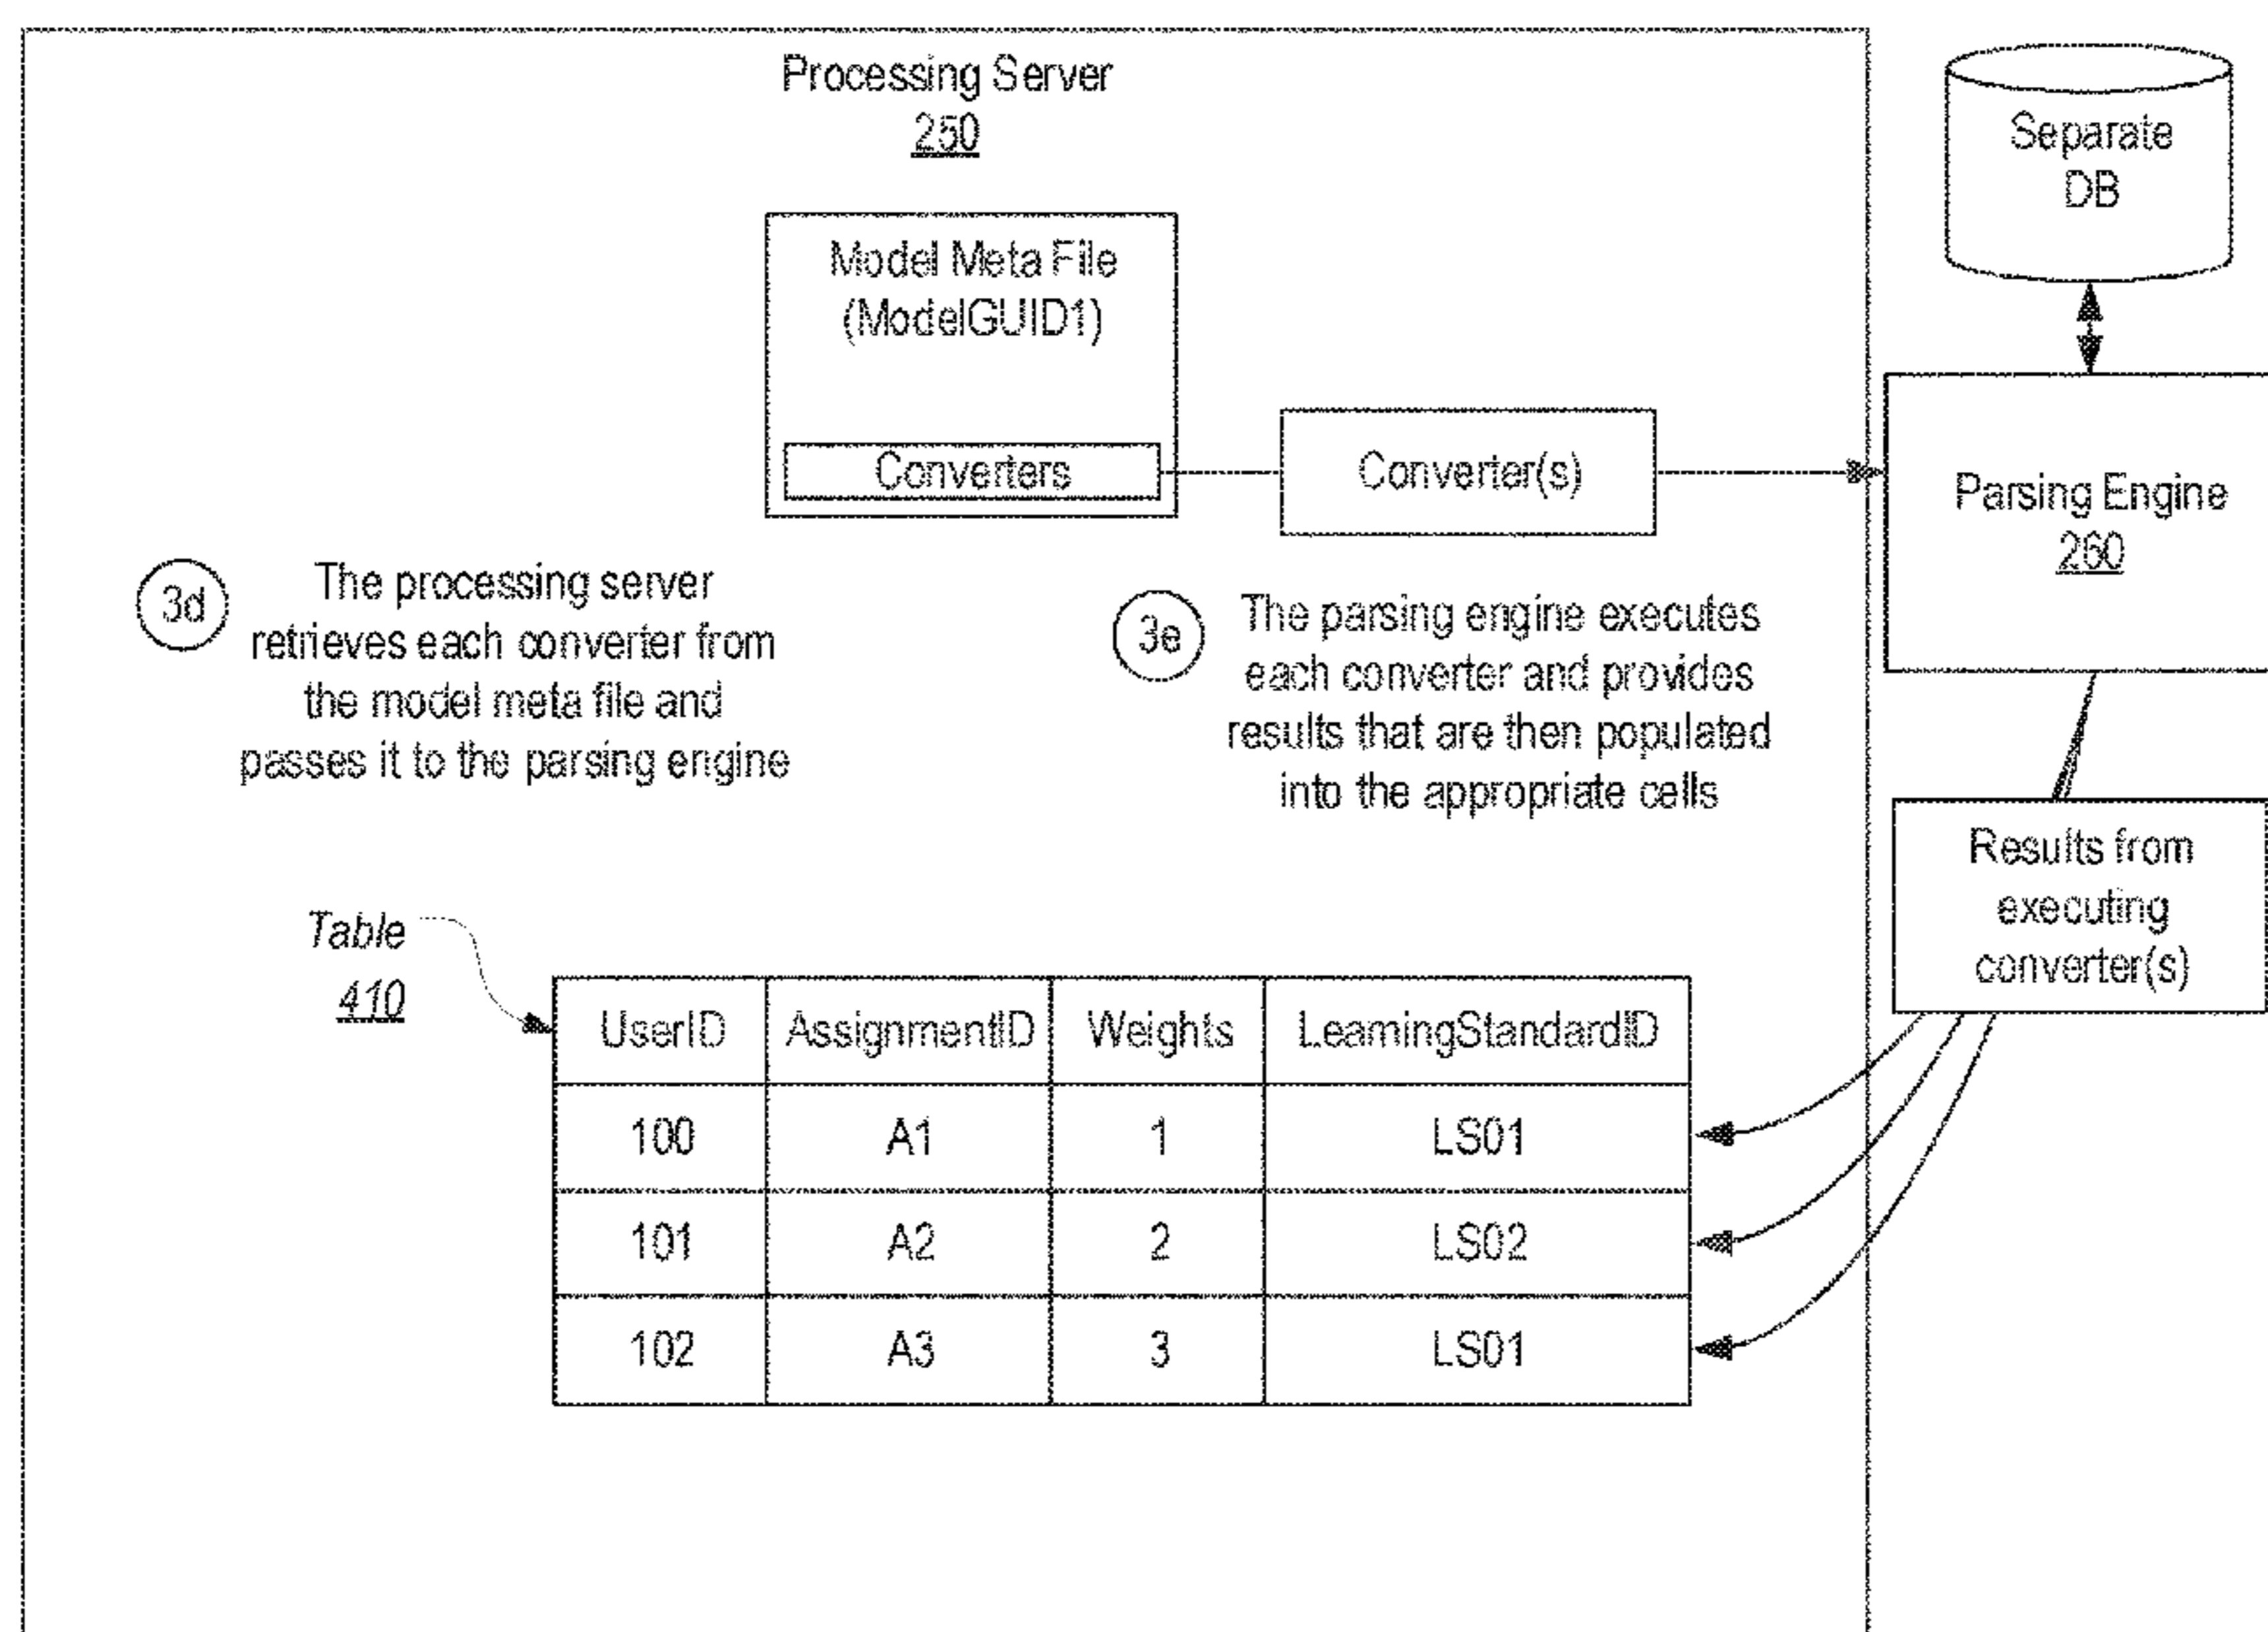 Processing Server
250
Separate
DB
Model Meta File
(ModelGUID1)
Converters
Converter(s)
Parsing Engine
260
3d
The processing server
retrieves each converter from
the model meta file and
passes it to the parsing engine
3e
The parsing engine executes
each converter and provides
results that are then populated
into the appropriate cells
Results from
executing
converter(s)
Table
410
UserID AssignmentID Weights LearningStandardID
100 A1 1 LS01
101 A2 2 LS02
102 A3 3 LS01